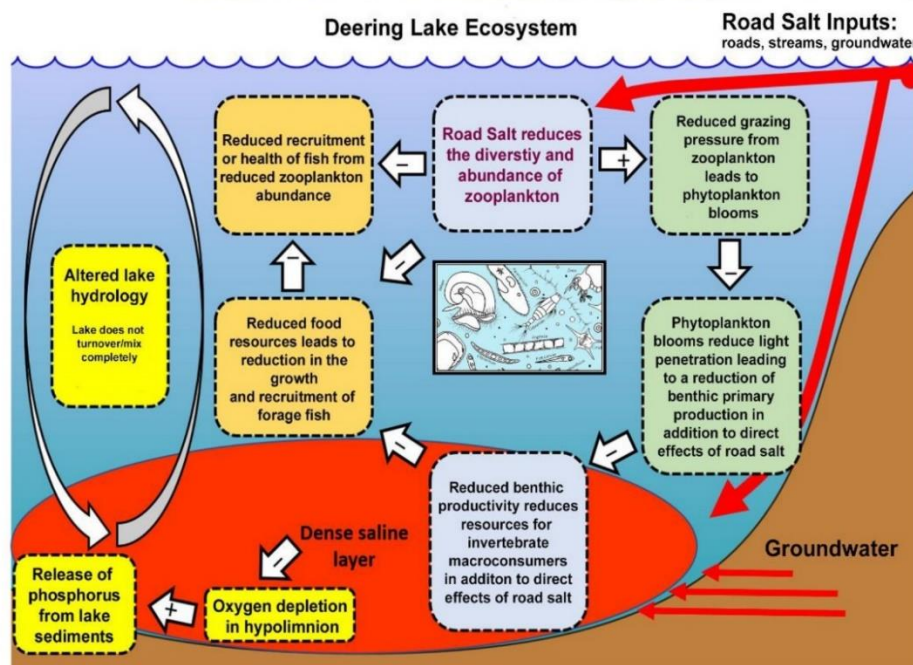 Deering Lake Ecosystem
Road Salt Inputs:
roads, streams, groundwater
Reduced recruitment
or health of fish from
reduced zooplankton
abundance
-
Road Salt reduces
the diverstiy and
abundance of
zooplankton
+
Reduced grazing
pressure from
zooplankton
leads to
phytoplankton
blooms
-
-
-
Altered lake
hydrology
Lake does not
turnover/mix
completely
Reduced food
resources leads to
reduction in the
growth
and recruitment of
forage fish
Phytoplankton
blooms reduce light
penetration leading
to a reduction of
benthic primary
production in
addition to direct
effects of road salt
-
-
Reduced benthic
productivity reduces
resources for
invertebrate
macroconsumers
in additon to direct
effects of road salt
Dense saline
layer
-
Groundwater
Release of
phosphorus
from lake
sediments
+
Oxygen depletion
in hypolimnion